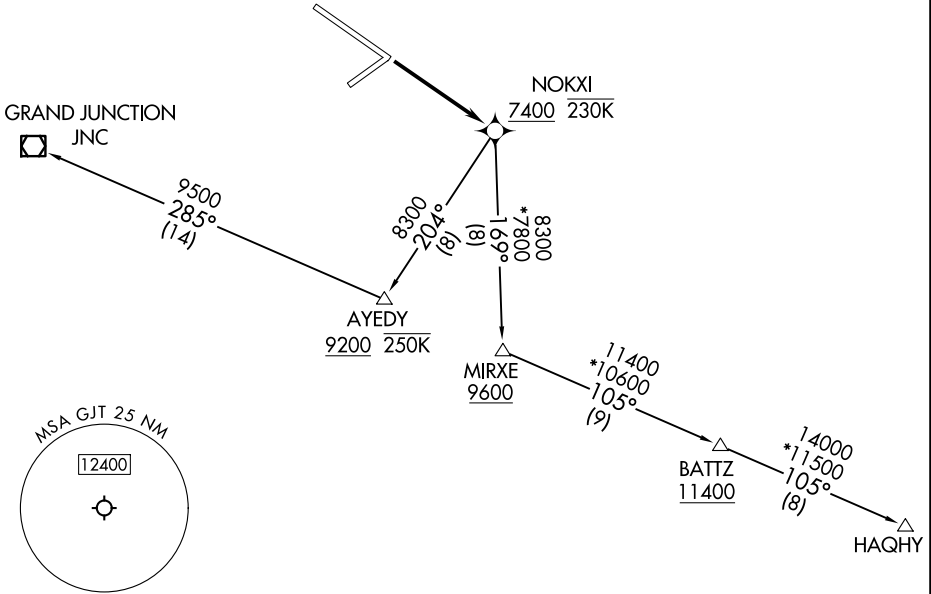 NOKXI
7400 230K
GRAND JUNCTION
JNC
9500
285°
(14)
8300
204°
(8)
8300
*7800
169°
(8)
AYEDY
9200 250K
MIRXE
9600
11400
*10600
105°
(9)
BATTZ
11400
14000
*11500
105°
(8)
HAQHY
MSA GJT 25 NM
12400